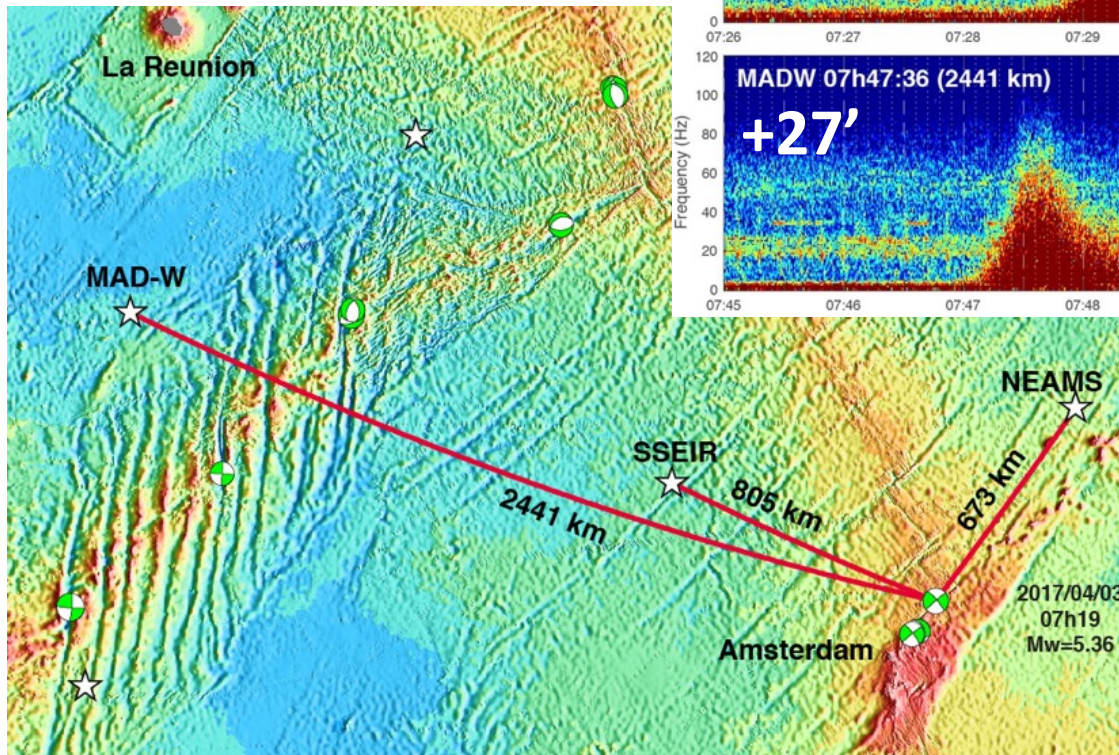 0
07:26 07:27 07:28 07:29
La Reunion
120
100
80
60
40
20
0
Frequency (Hz)
MADW 07h47:36 (2441 km)
+27’
07:45 07:46 07:47 07:48
MAD-W
NEAMS
SSEIR
2441 km
805 km
673 km
2017/04/03
07h19
Mw=5.36
Amsterdam